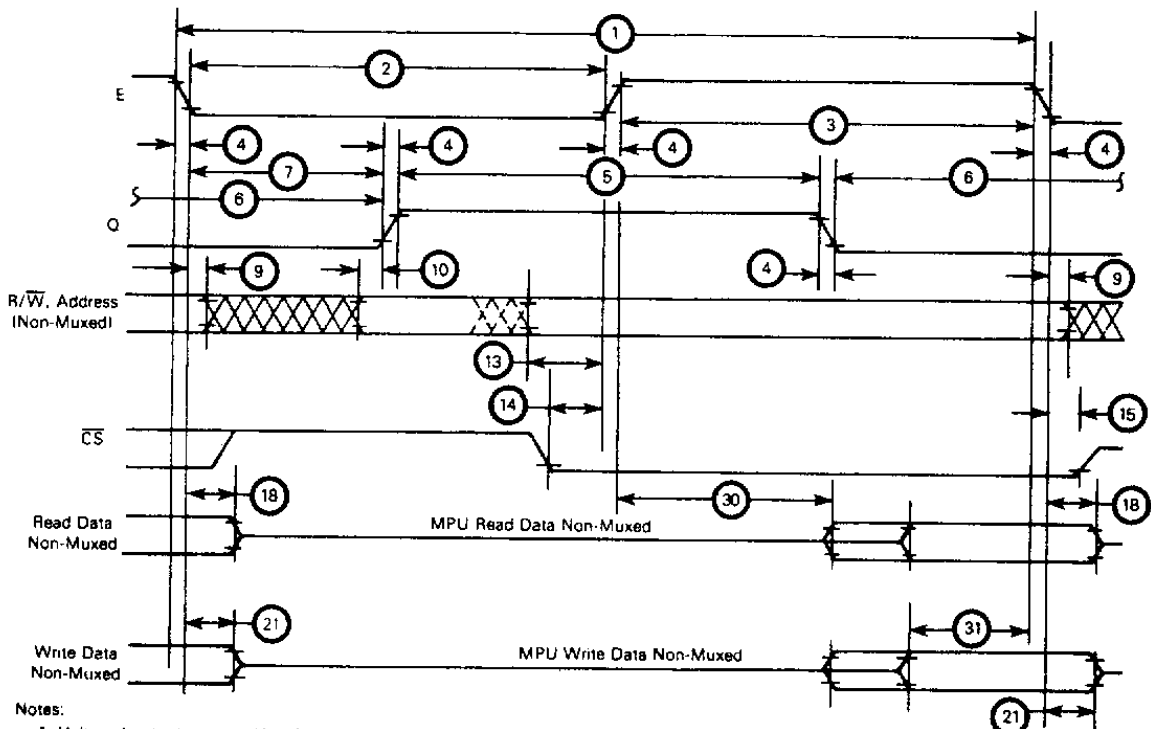 1
2
E
3
4
4
4
4
7
5
6
6
Q
9
10
4
9
R/W̅, Address
(Non-Muxed)
13
14
15
C̅S̅
18
30
18
Read Data
Non-Muxed
MPU Read Data Non-Muxed
21
31
Write Data
Non-Muxed
MPU Write Data Non-Muxed
Notes:
21